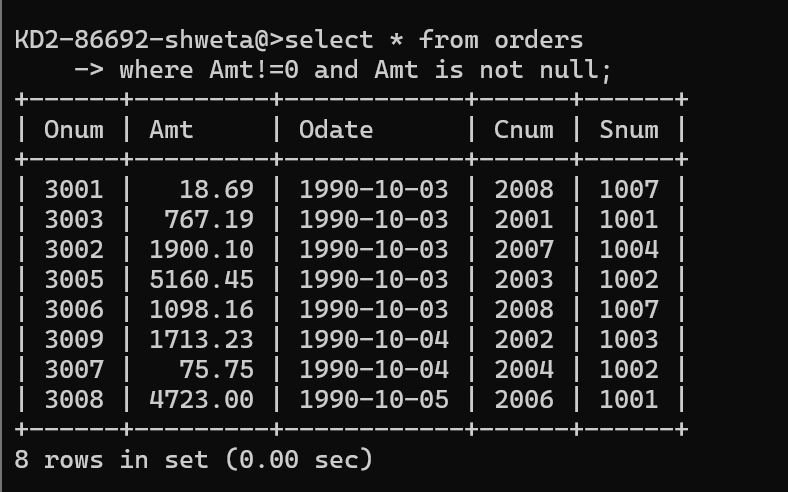 KD2-86692-shweta@>select * from orders
    -> where Amt!=0 and Amt is not null;
+------+---------+------------+------+------+
| Onum | Amt     | Odate      | Cnum | Snum |
+------+---------+------------+------+------+
| 3001 |   18.69 | 1990-10-03 | 2008 | 1007 |
| 3003 |  767.19 | 1990-10-03 | 2001 | 1001 |
| 3002 | 1900.10 | 1990-10-03 | 2007 | 1004 |
| 3005 | 5160.45 | 1990-10-03 | 2003 | 1002 |
| 3006 | 1098.16 | 1990-10-03 | 2008 | 1007 |
| 3009 | 1713.23 | 1990-10-04 | 2002 | 1003 |
| 3007 |   75.75 | 1990-10-04 | 2004 | 1002 |
| 3008 | 4723.00 | 1990-10-05 | 2006 | 1001 |
+------+---------+------------+------+------+
8 rows in set (0.00 sec)